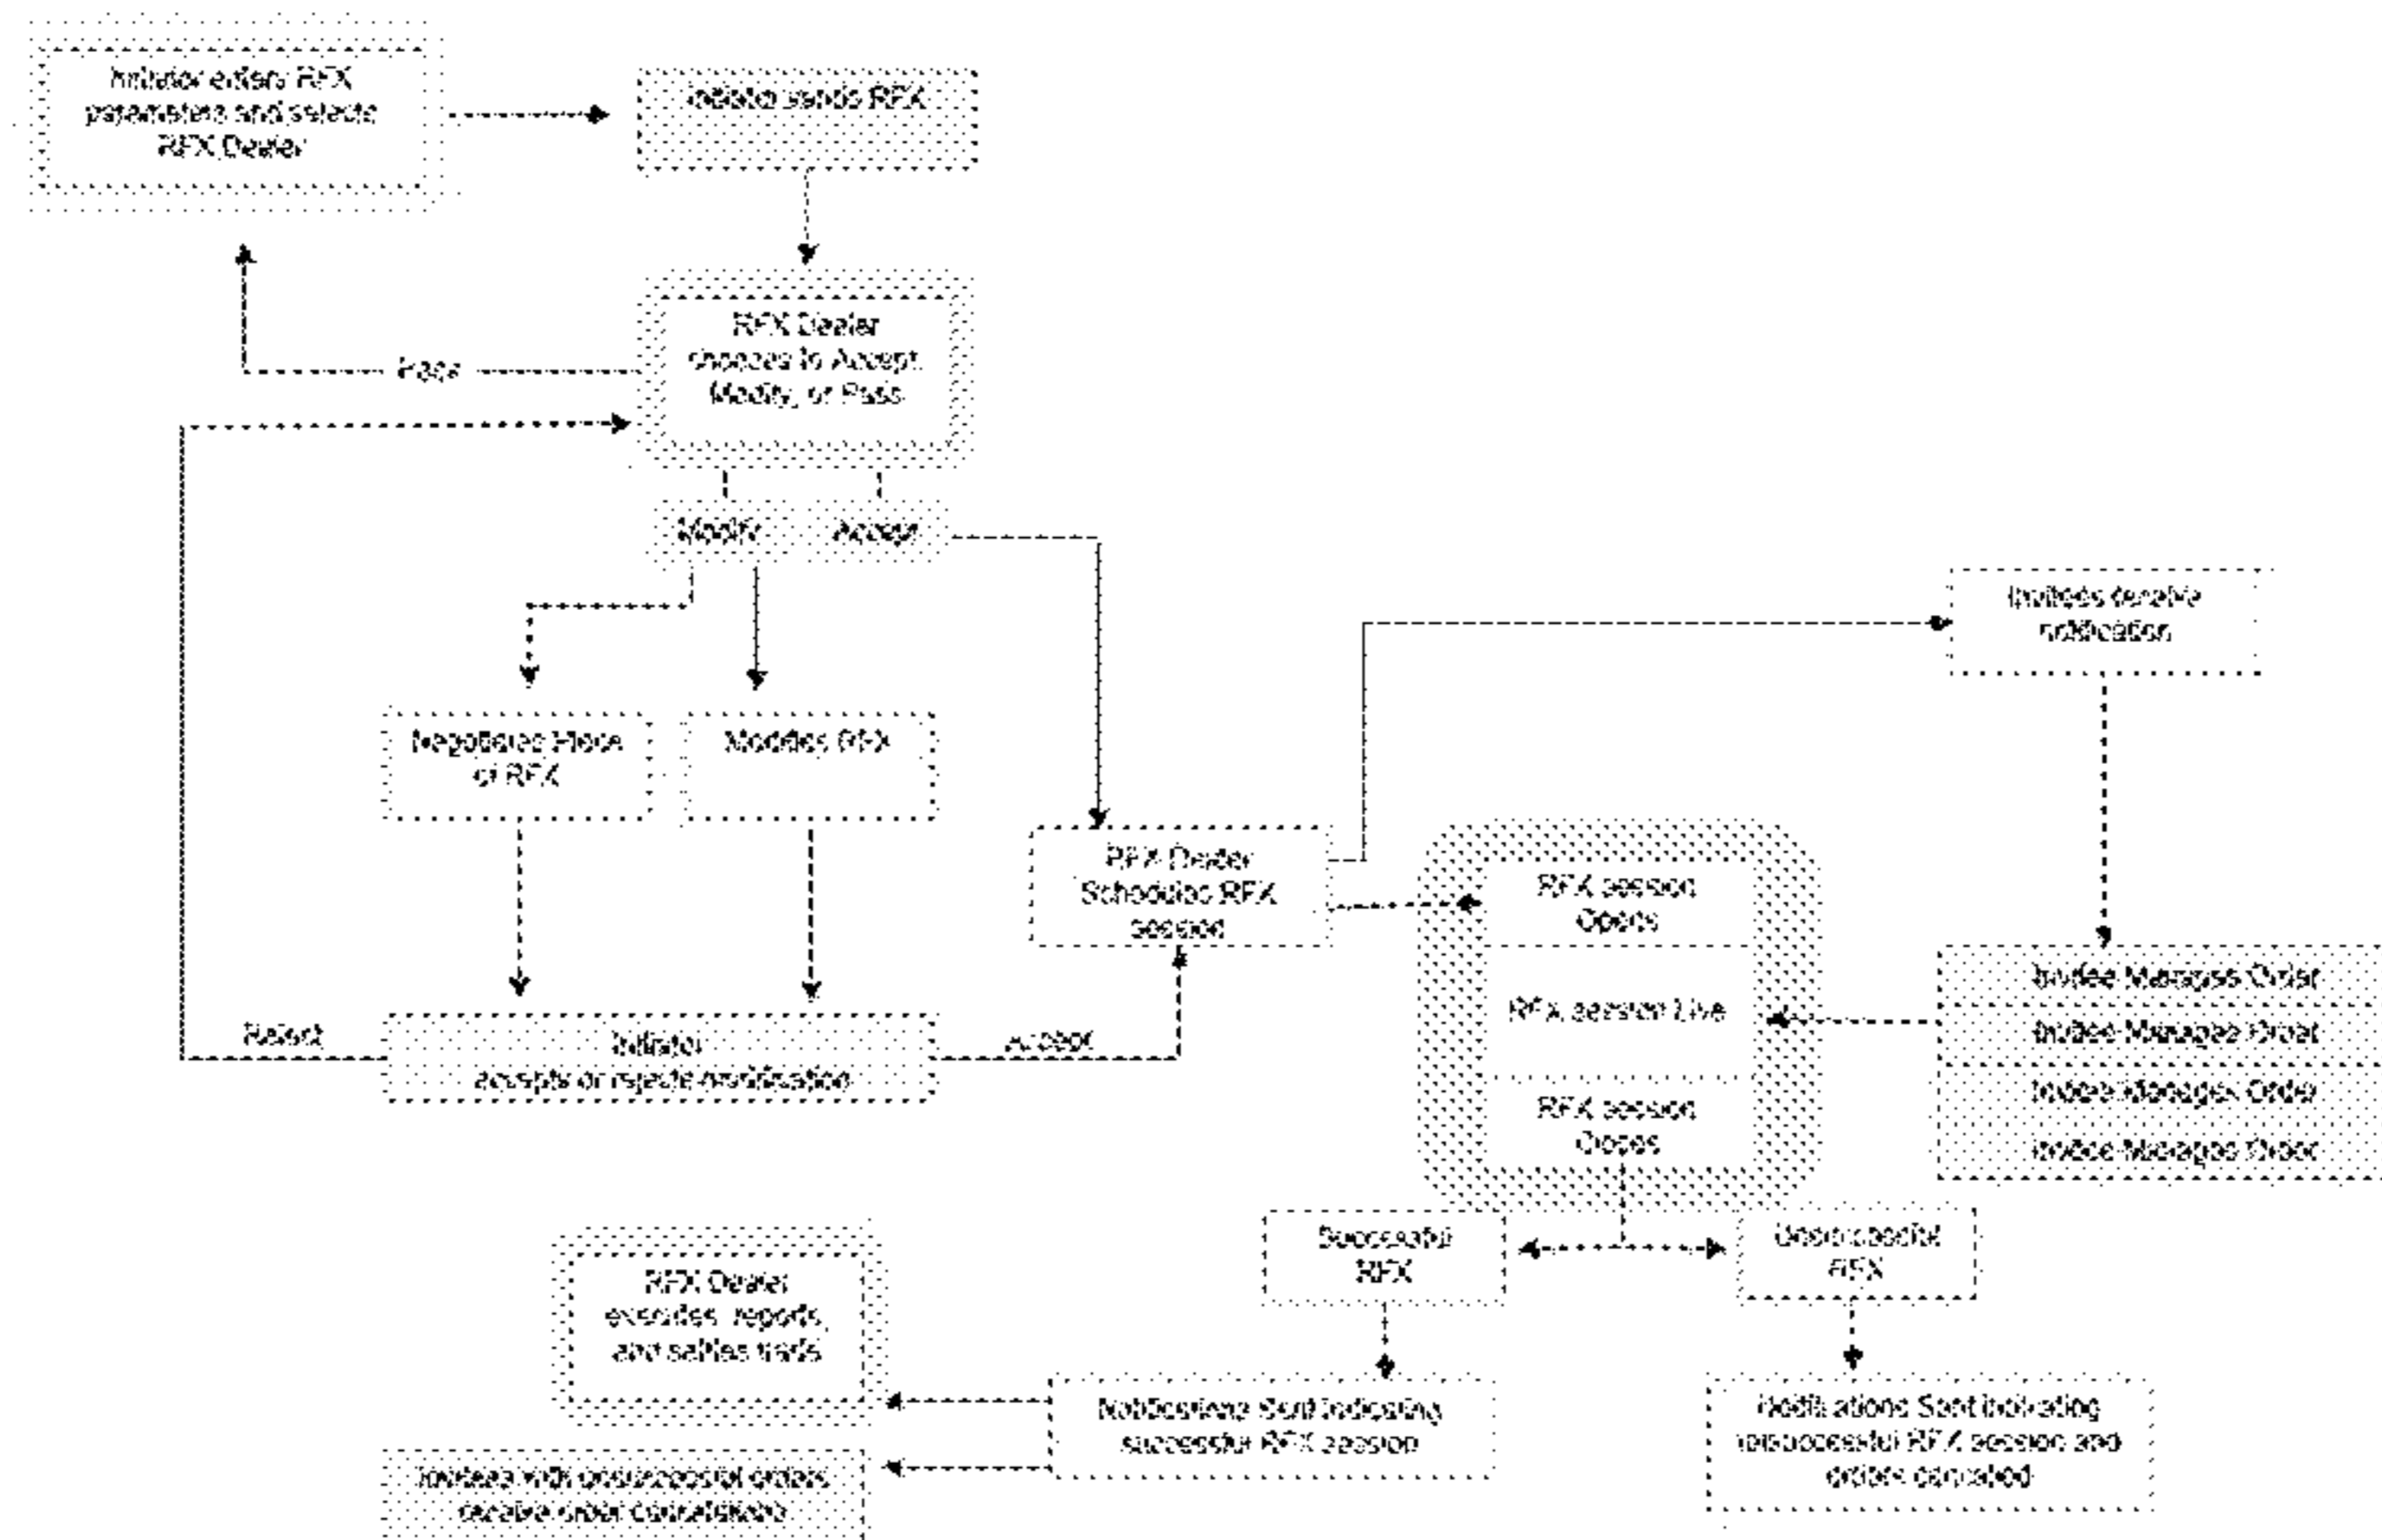 Initiator enters RFX
parameters and selects
RFX Dealer
Initiator sends RFX
RFX Dealer
chooses to Accept,
Modify, or Pass
Pass
Modify
Accept
Invitees receive
notification
Negotiates Piece
of RFX
Modifies RFX
RFX Dealer
Schedules RFX
session
RFX session
Opens
RFX session Live
RFX session
Closes
Invitee Manages Order
Invitee Manages Order
Invitee Manages Order
Invitee Manages Order
Reject
Initiator
accepts or rejects modification
Accept
Successful
RFX
Unsuccessful
RFX
RFX Dealer
executes, reports,
and settles trade
Notifications Sent indicating
successful RFX session
Notifications Sent indicating
unsuccessful RFX session and
orders cancelled
Invitees with unsuccessful orders
receive order cancellations